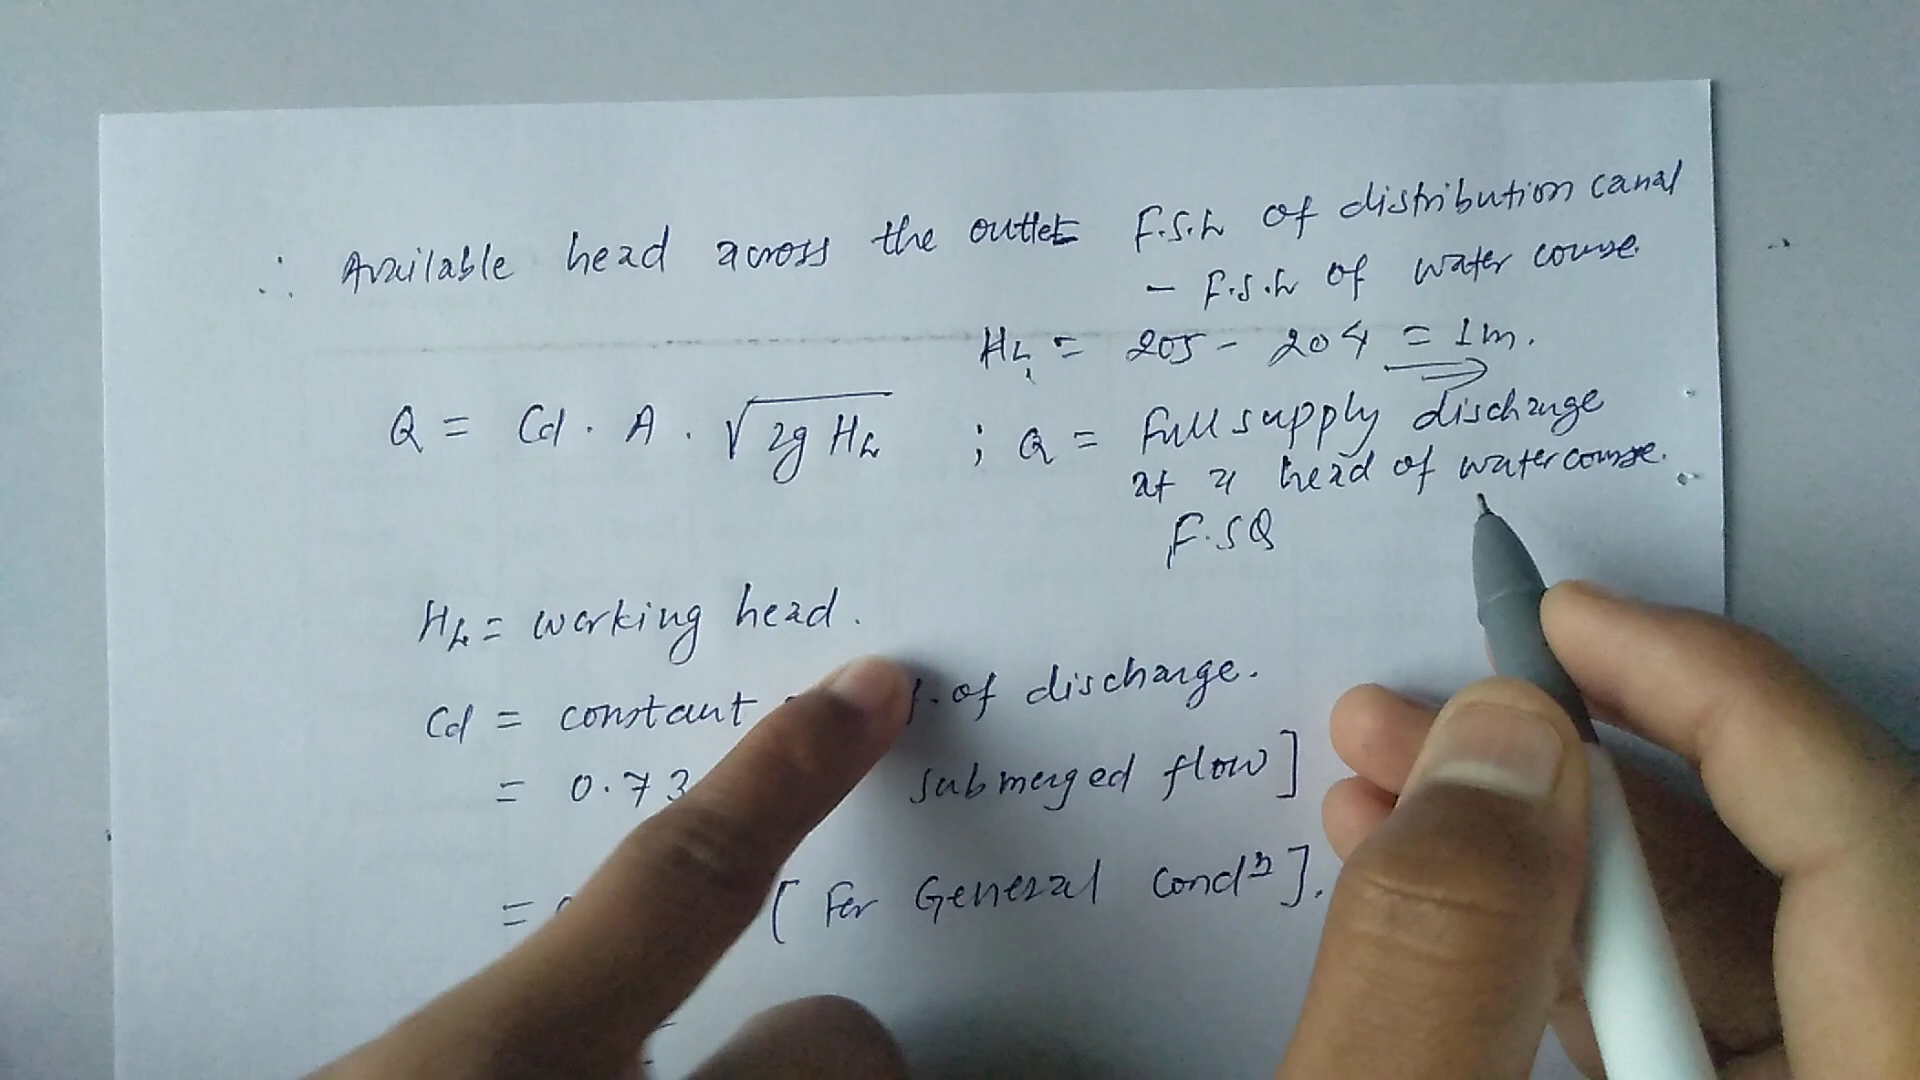 ∴ Available head across the outlet = F.S.L of distribution canal
- F.S.L of water course.
HL = 205 - 204 = 1m.
Q = Cd . A . √2g HL ; Q = Full supply discharge
at head of water course.
F.SQ
HL = working head.
Cd = constant of discharge.
= 0.73 submerged flow]
= [ For General Condn].